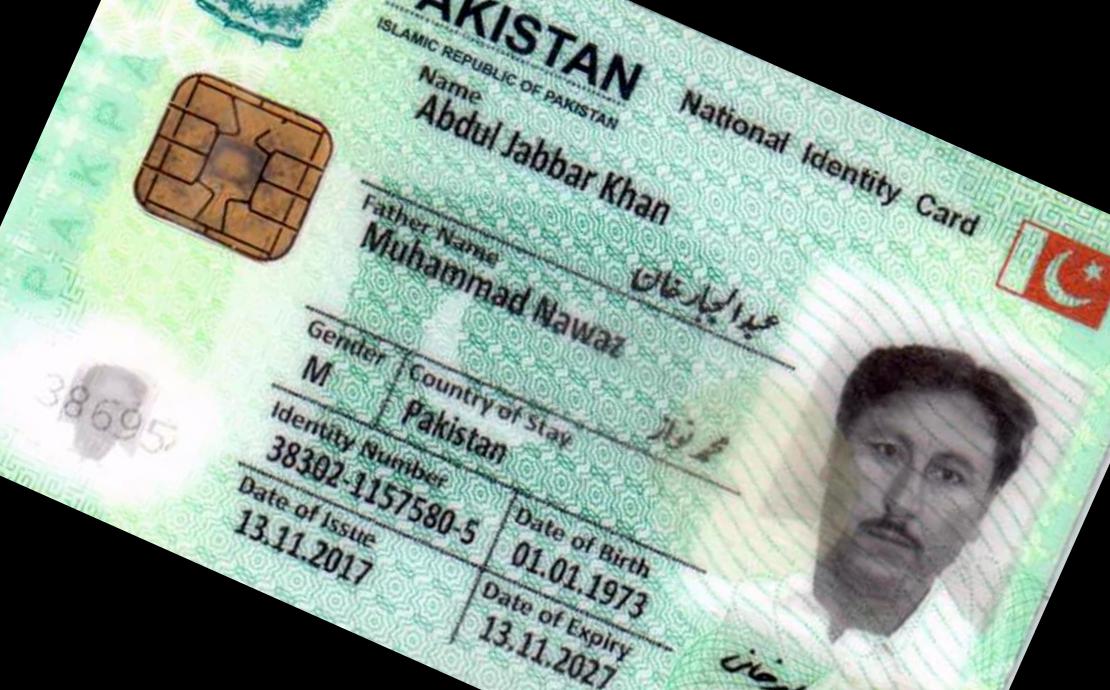 AKISTAN
ISLAMIC REPUBLIC OF PAKISTAN
National Identity Card
Name
Abdul Jabbar Khan
عبدالجبار خان
Father Name
Muhammad Nawaz
محمد نواز
Gender
M
Country of Stay
Pakistan
Identity Number
38302-1157580-5
Date of Birth
01.01.1973
Date of Issue
13.11.2017
Date of Expiry
13.11.2027
PAKPA
38695